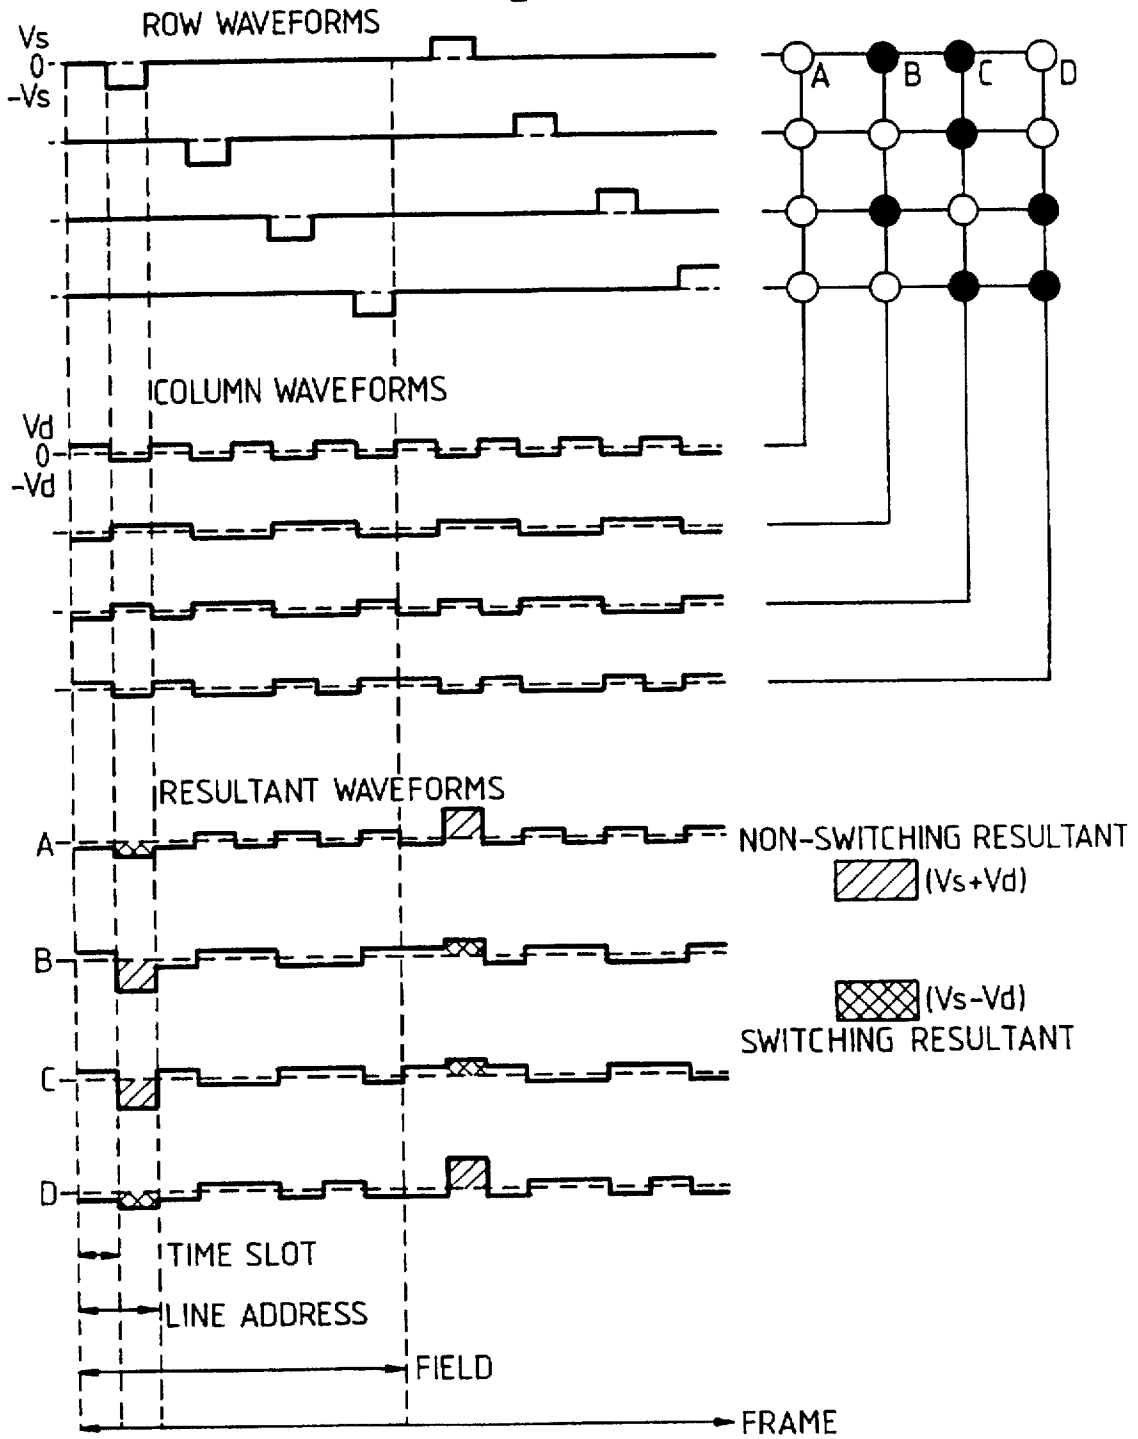 ROW WAVEFORMS
Vs
0
-Vs
A
B
C
D
COLUMN WAVEFORMS
Vd
0
-Vd
RESULTANT WAVEFORMS
A
NON-SWITCHING RESULTANT
(Vs+Vd)
B
(Vs-Vd)
SWITCHING RESULTANT
C
D
TIME SLOT
LINE ADDRESS
FIELD
FRAME